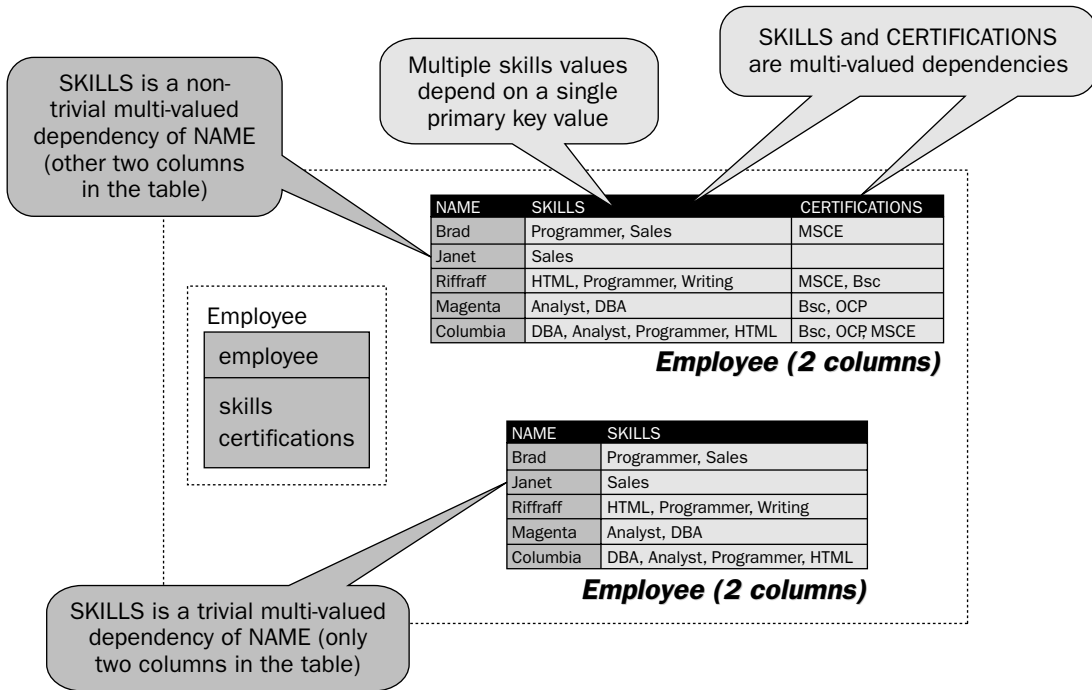 SKILLS is a non-
trivial multi-valued
dependency of NAME
(other two columns
in the table)
Multiple skills values
depend on a single
primary key value
SKILLS and CERTIFICATIONS
are multi-valued dependencies
NAME SKILLS CERTIFICATIONS
Brad Programmer, Sales MSCE
Janet Sales
Riffraff HTML, Programmer, Writing MSCE, Bsc
Magenta Analyst, DBA Bsc, OCP
Columbia DBA, Analyst, Programmer, HTML Bsc, OCP, MSCE
Employee (2 columns)
Employee
employee
skills
certifications
NAME SKILLS
Brad Programmer, Sales
Janet Sales
Riffraff HTML, Programmer, Writing
Magenta Analyst, DBA
Columbia DBA, Analyst, Programmer, HTML
Employee (2 columns)
SKILLS is a trivial multi-valued
dependency of NAME (only
two columns in the table)